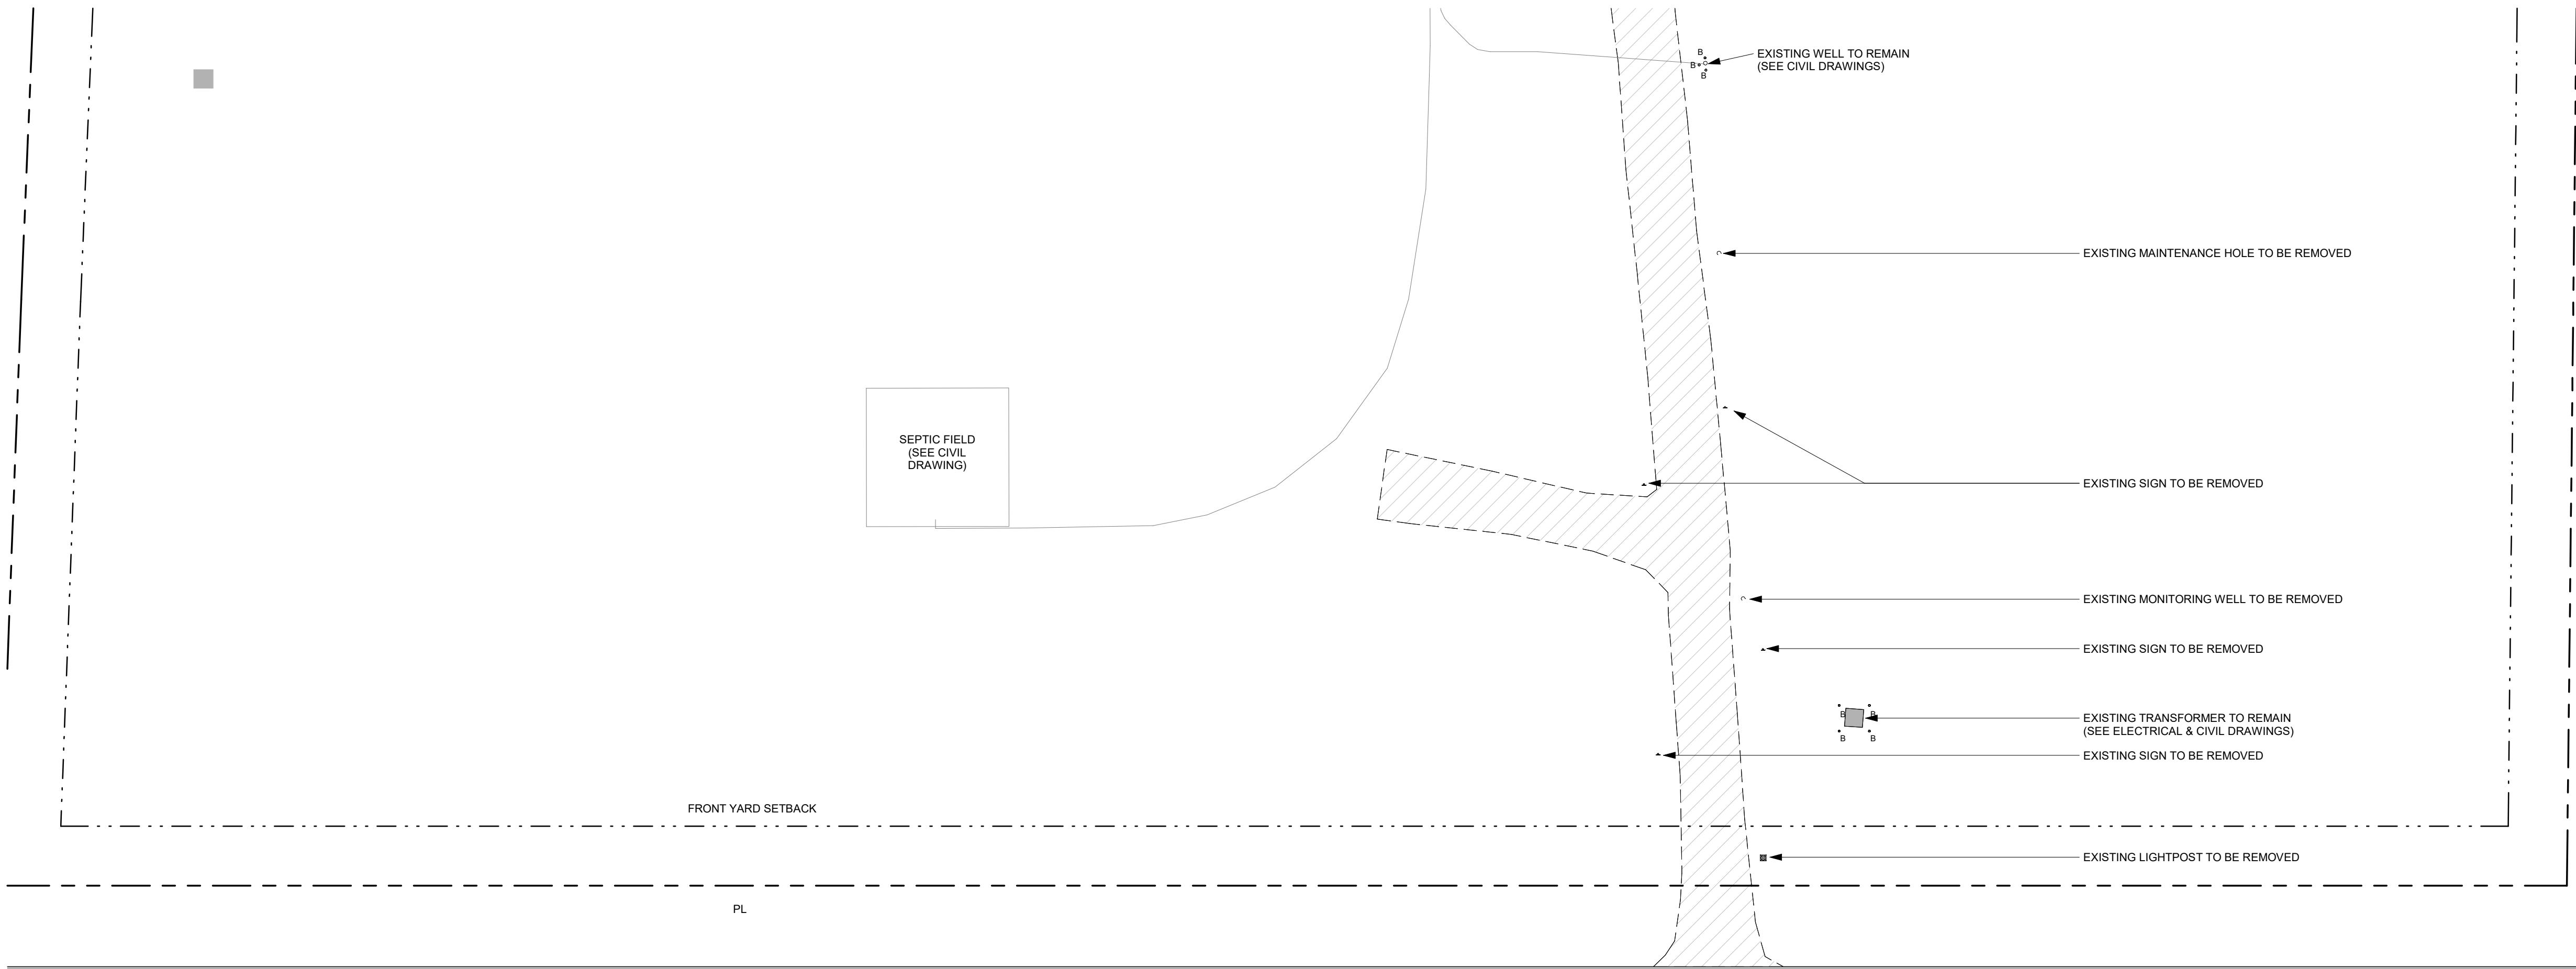 B
EXISTING WELL TO REMAIN
B
(SEE CIVIL DRAWINGS)
B
EXISTING MAINTENANCE HOLE TO BE REMOVED
SEPTIC FIELD
(SEE CIVIL
DRAWING)
EXISTING SIGN TO BE REMOVED
EXISTING MONITORING WELL TO BE REMOVED
EXISTING SIGN TO BE REMOVED
B B
EXISTING TRANSFORMER TO REMAIN
(SEE ELECTRICAL & CIVIL DRAWINGS)
B B
EXISTING SIGN TO BE REMOVED
FRONT YARD SETBACK
EXISTING LIGHTPOST TO BE REMOVED
PL